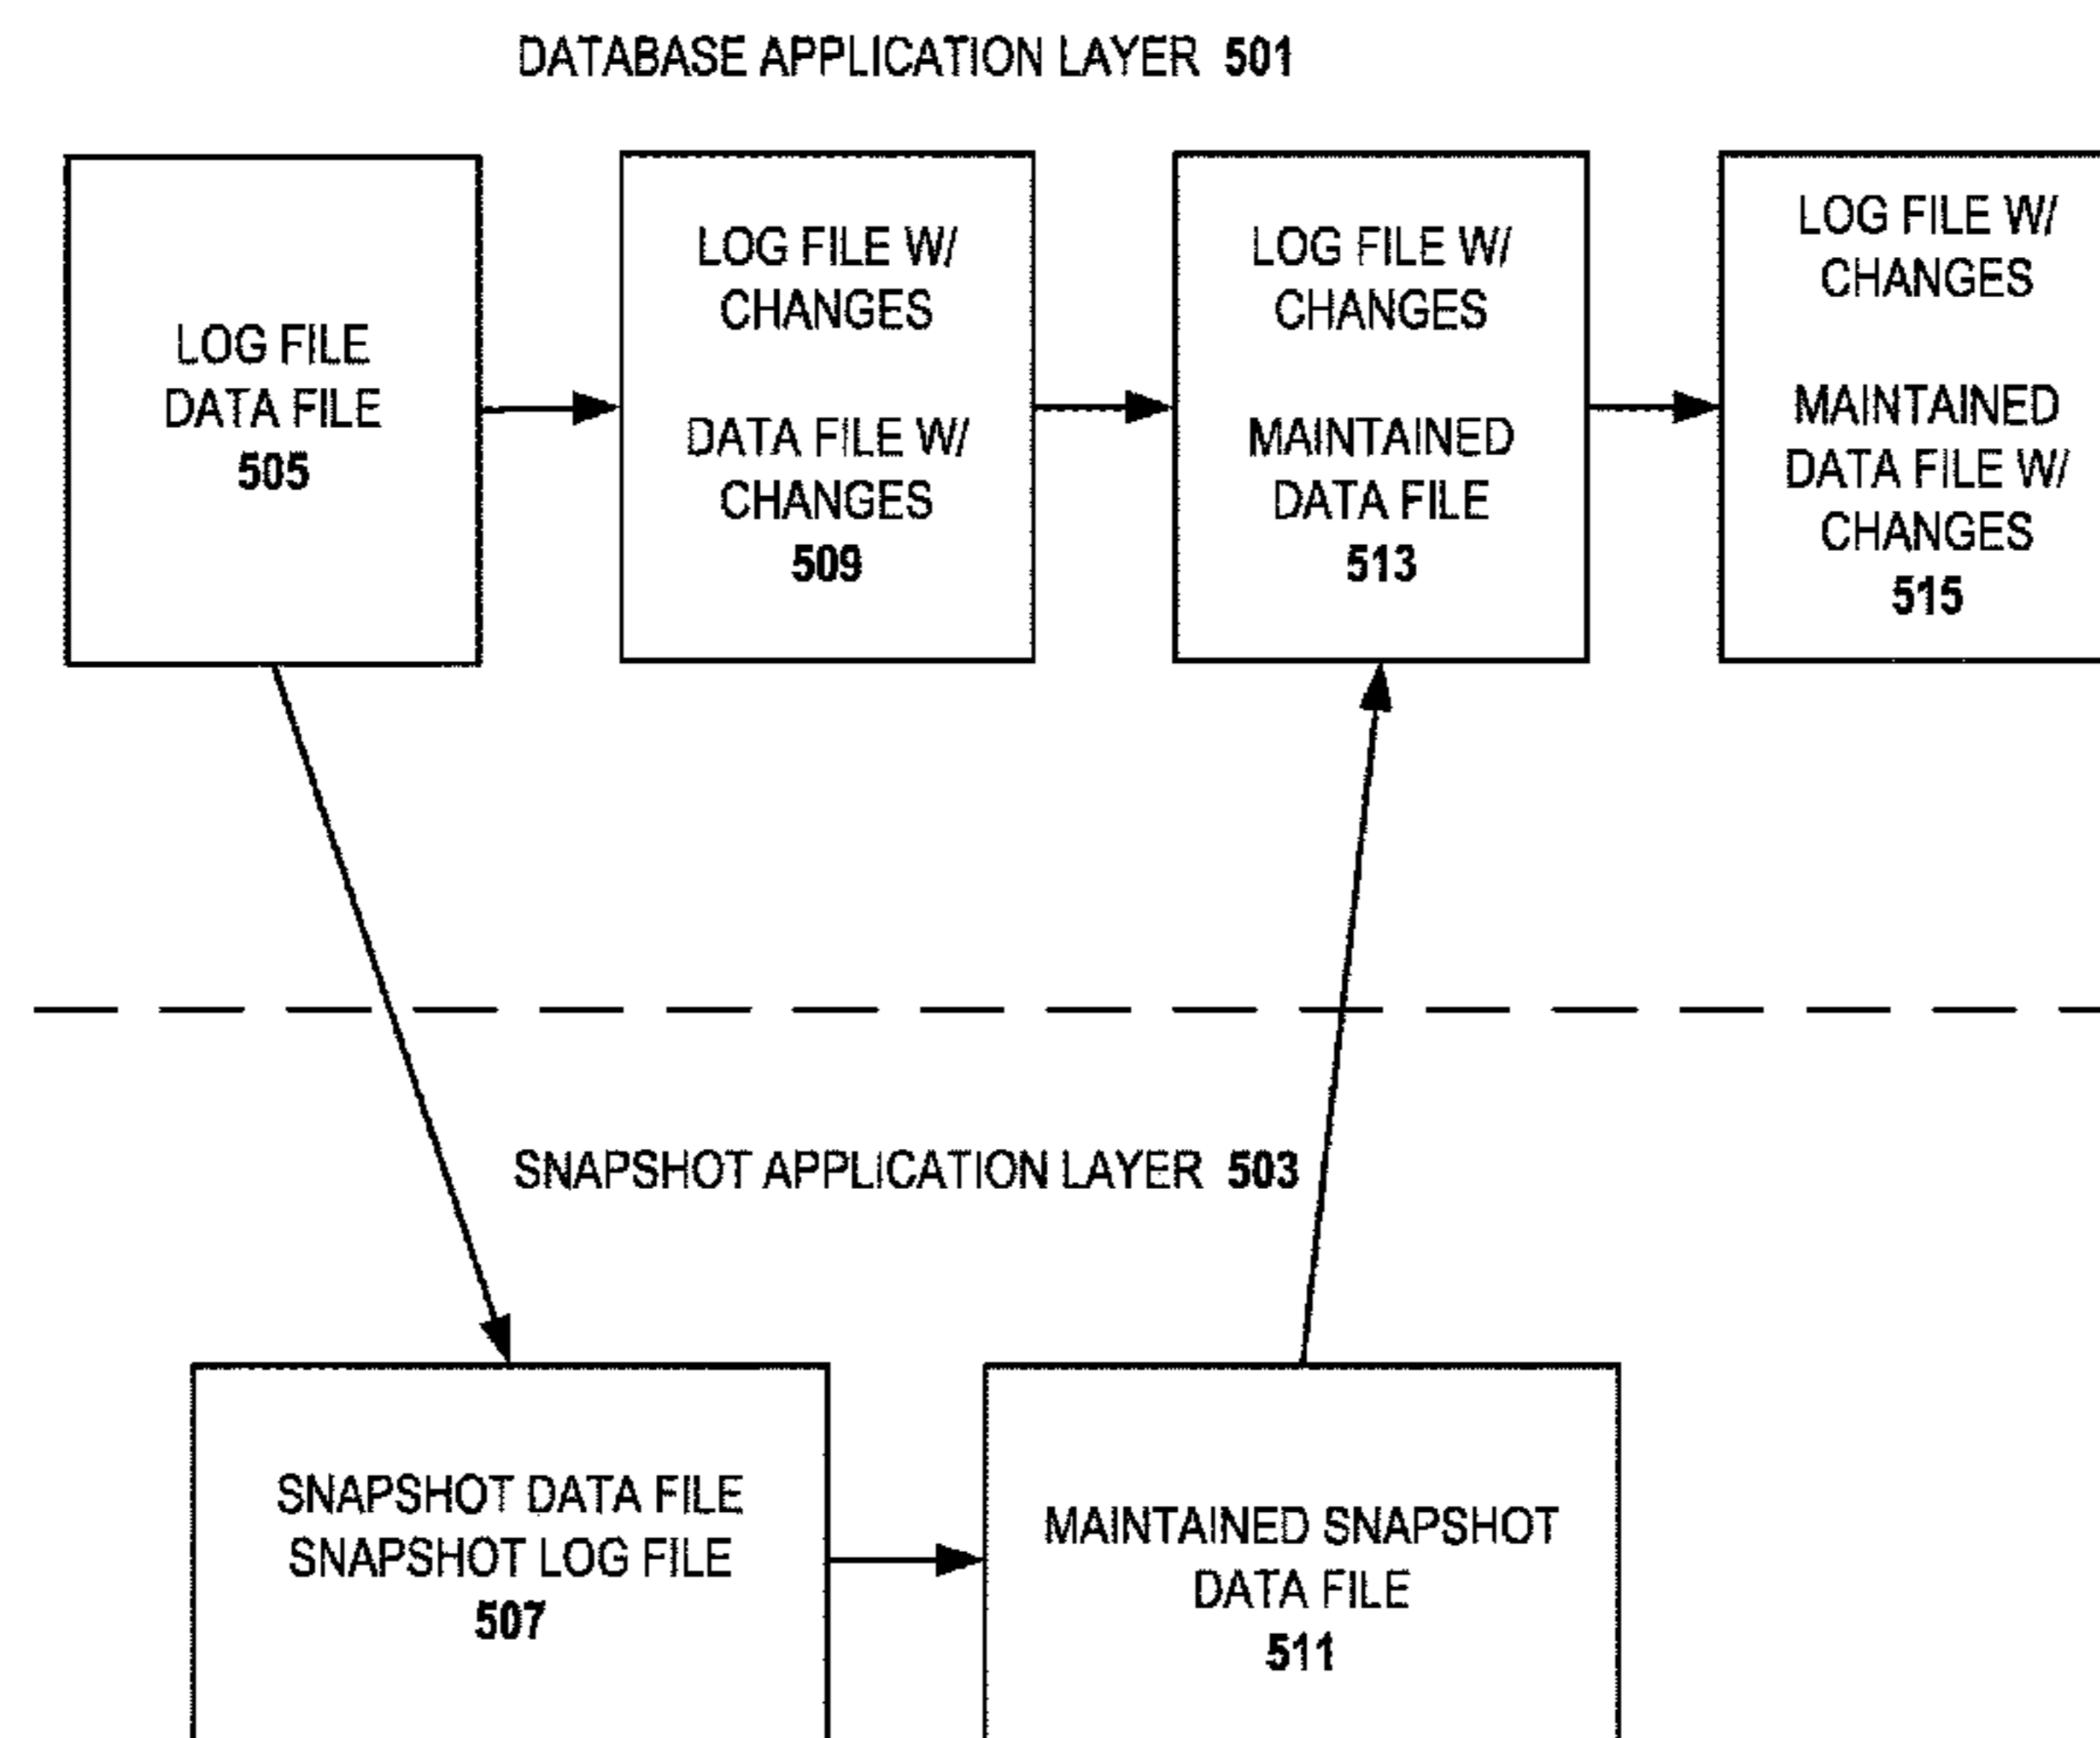 DATABASE APPLICATION LAYER 501
LOG FILE
DATA FILE
505
LOG FILE W/
CHANGES
DATA FILE W/
CHANGES
509
LOG FILE W/
CHANGES
MAINTAINED
DATA FILE
513
LOG FILE W/
CHANGES
MAINTAINED
DATA FILE W/
CHANGES
515
SNAPSHOT APPLICATION LAYER 503
SNAPSHOT DATA FILE
SNAPSHOT LOG FILE
507
MAINTAINED SNAPSHOT
DATA FILE
511